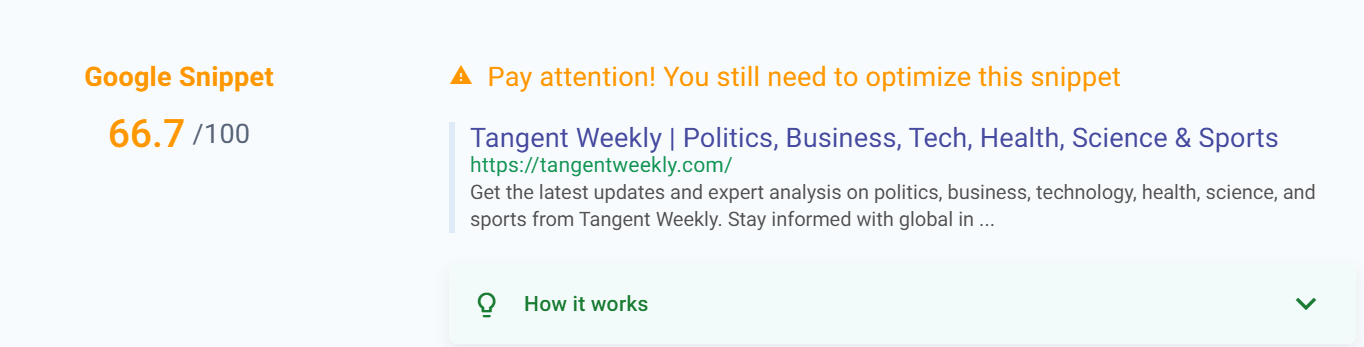 Google Snippet
66.7 /100
Pay attention! You still need to optimize this snippet
Tangent Weekly | Politics, Business, Tech, Health, Science & Sports
https://tangentweekly.com/
Get the latest updates and expert analysis on politics, business, technology, health, science, and
sports from Tangent Weekly. Stay informed with global in ...
How it works